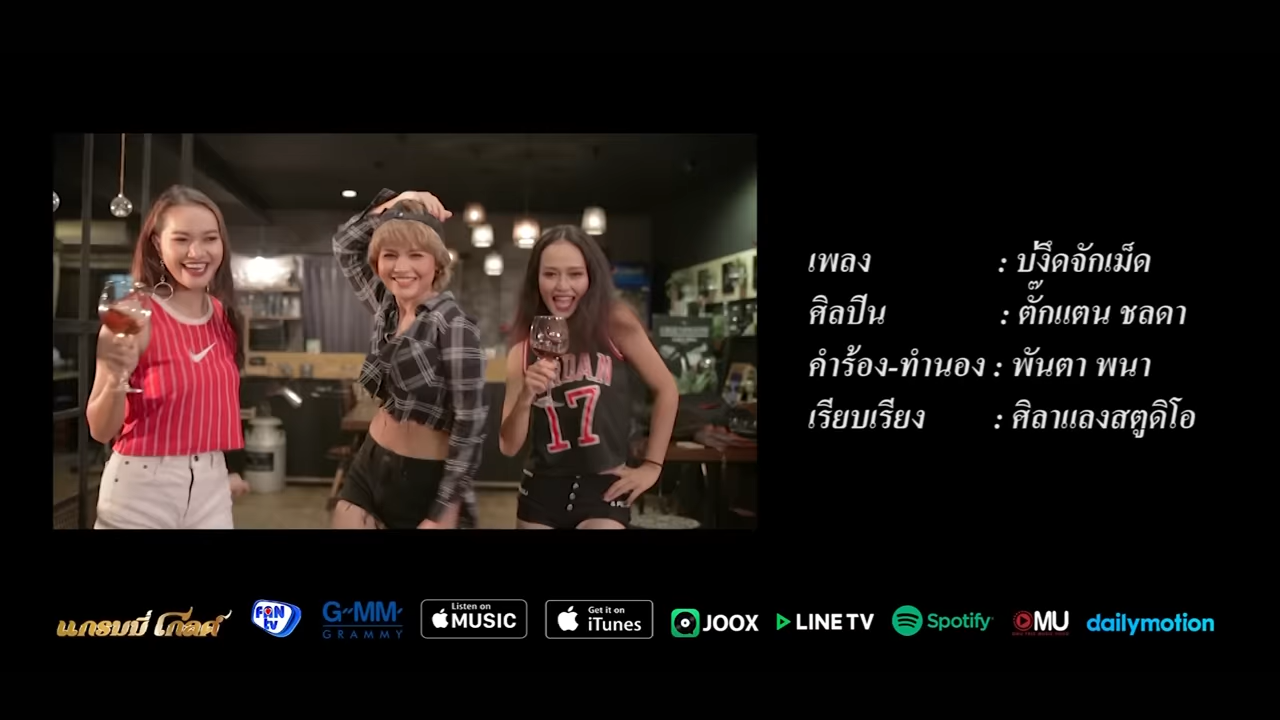 เพลง : บ่งึดจักเม็ด
ศิลปิน : ตั๊กแตน ชลดา
คำร้อง-ทำนอง : พันตา พนา
เรียบเรียง : ศิลาแลงสตูดิโอ
17
แกรมมี่ โกลด์
FAN tv
GMM GRAMMY
Listen on MUSIC
Get it on iTunes
JOOX
LINE TV
Spotify
MU
dailymotion